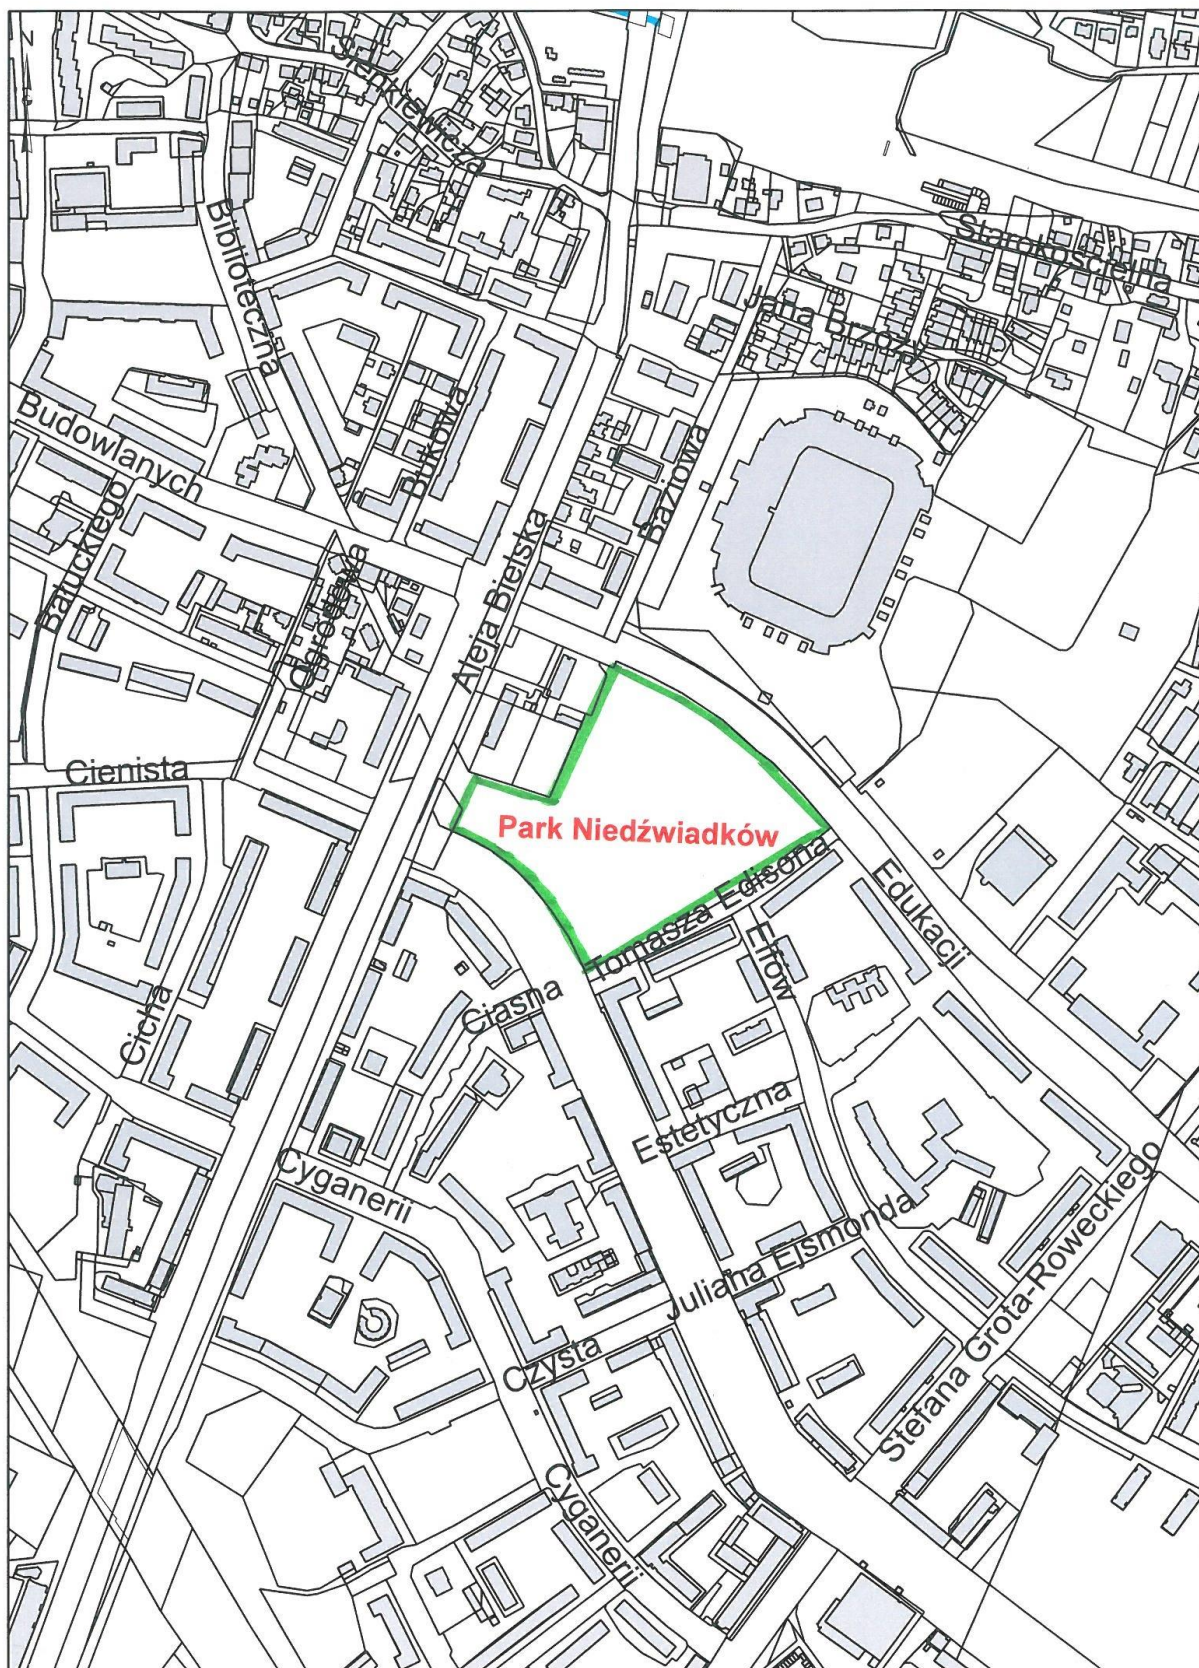 N
Sienkiewicza
Starokościelna
Biblioteczna
Jana Brzozy
Budowlanych
Bukowa
Baziowa
Bałuckiego
Ogrodowa
Aleja Bielska
Cienista
Park Niedźwiadków
Tomasza Edisona
Edukacji
Elfów
Ciasna
Cicha
Estetyczna
Cyganerii
Juliana Ejsmonda
Stefana Grota-Roweckiego
Czysta
Cyganerii